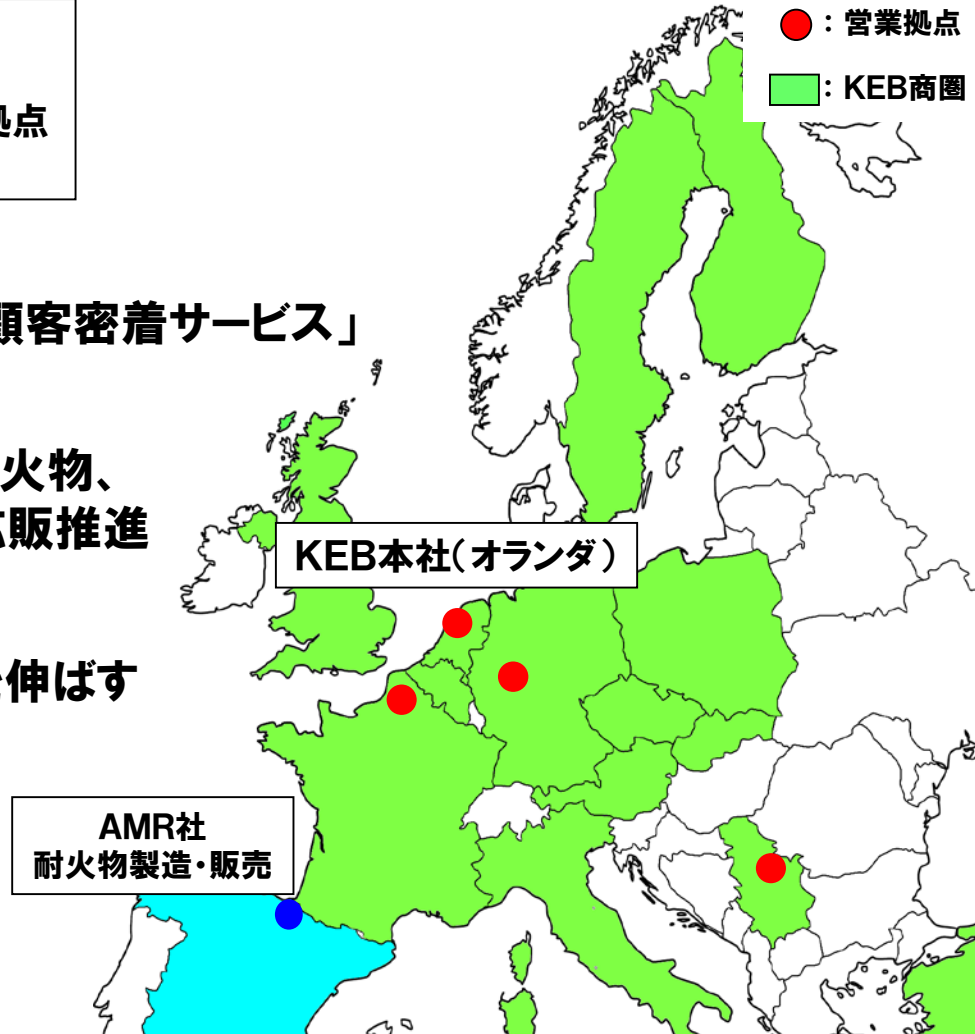 ：営業拠点
：KEB商圏
拠点
顧客密着サービス」
火物、
拡販推進
KEB本社（オランダ）
伸ばす
AMR社
耐火物製造・販売